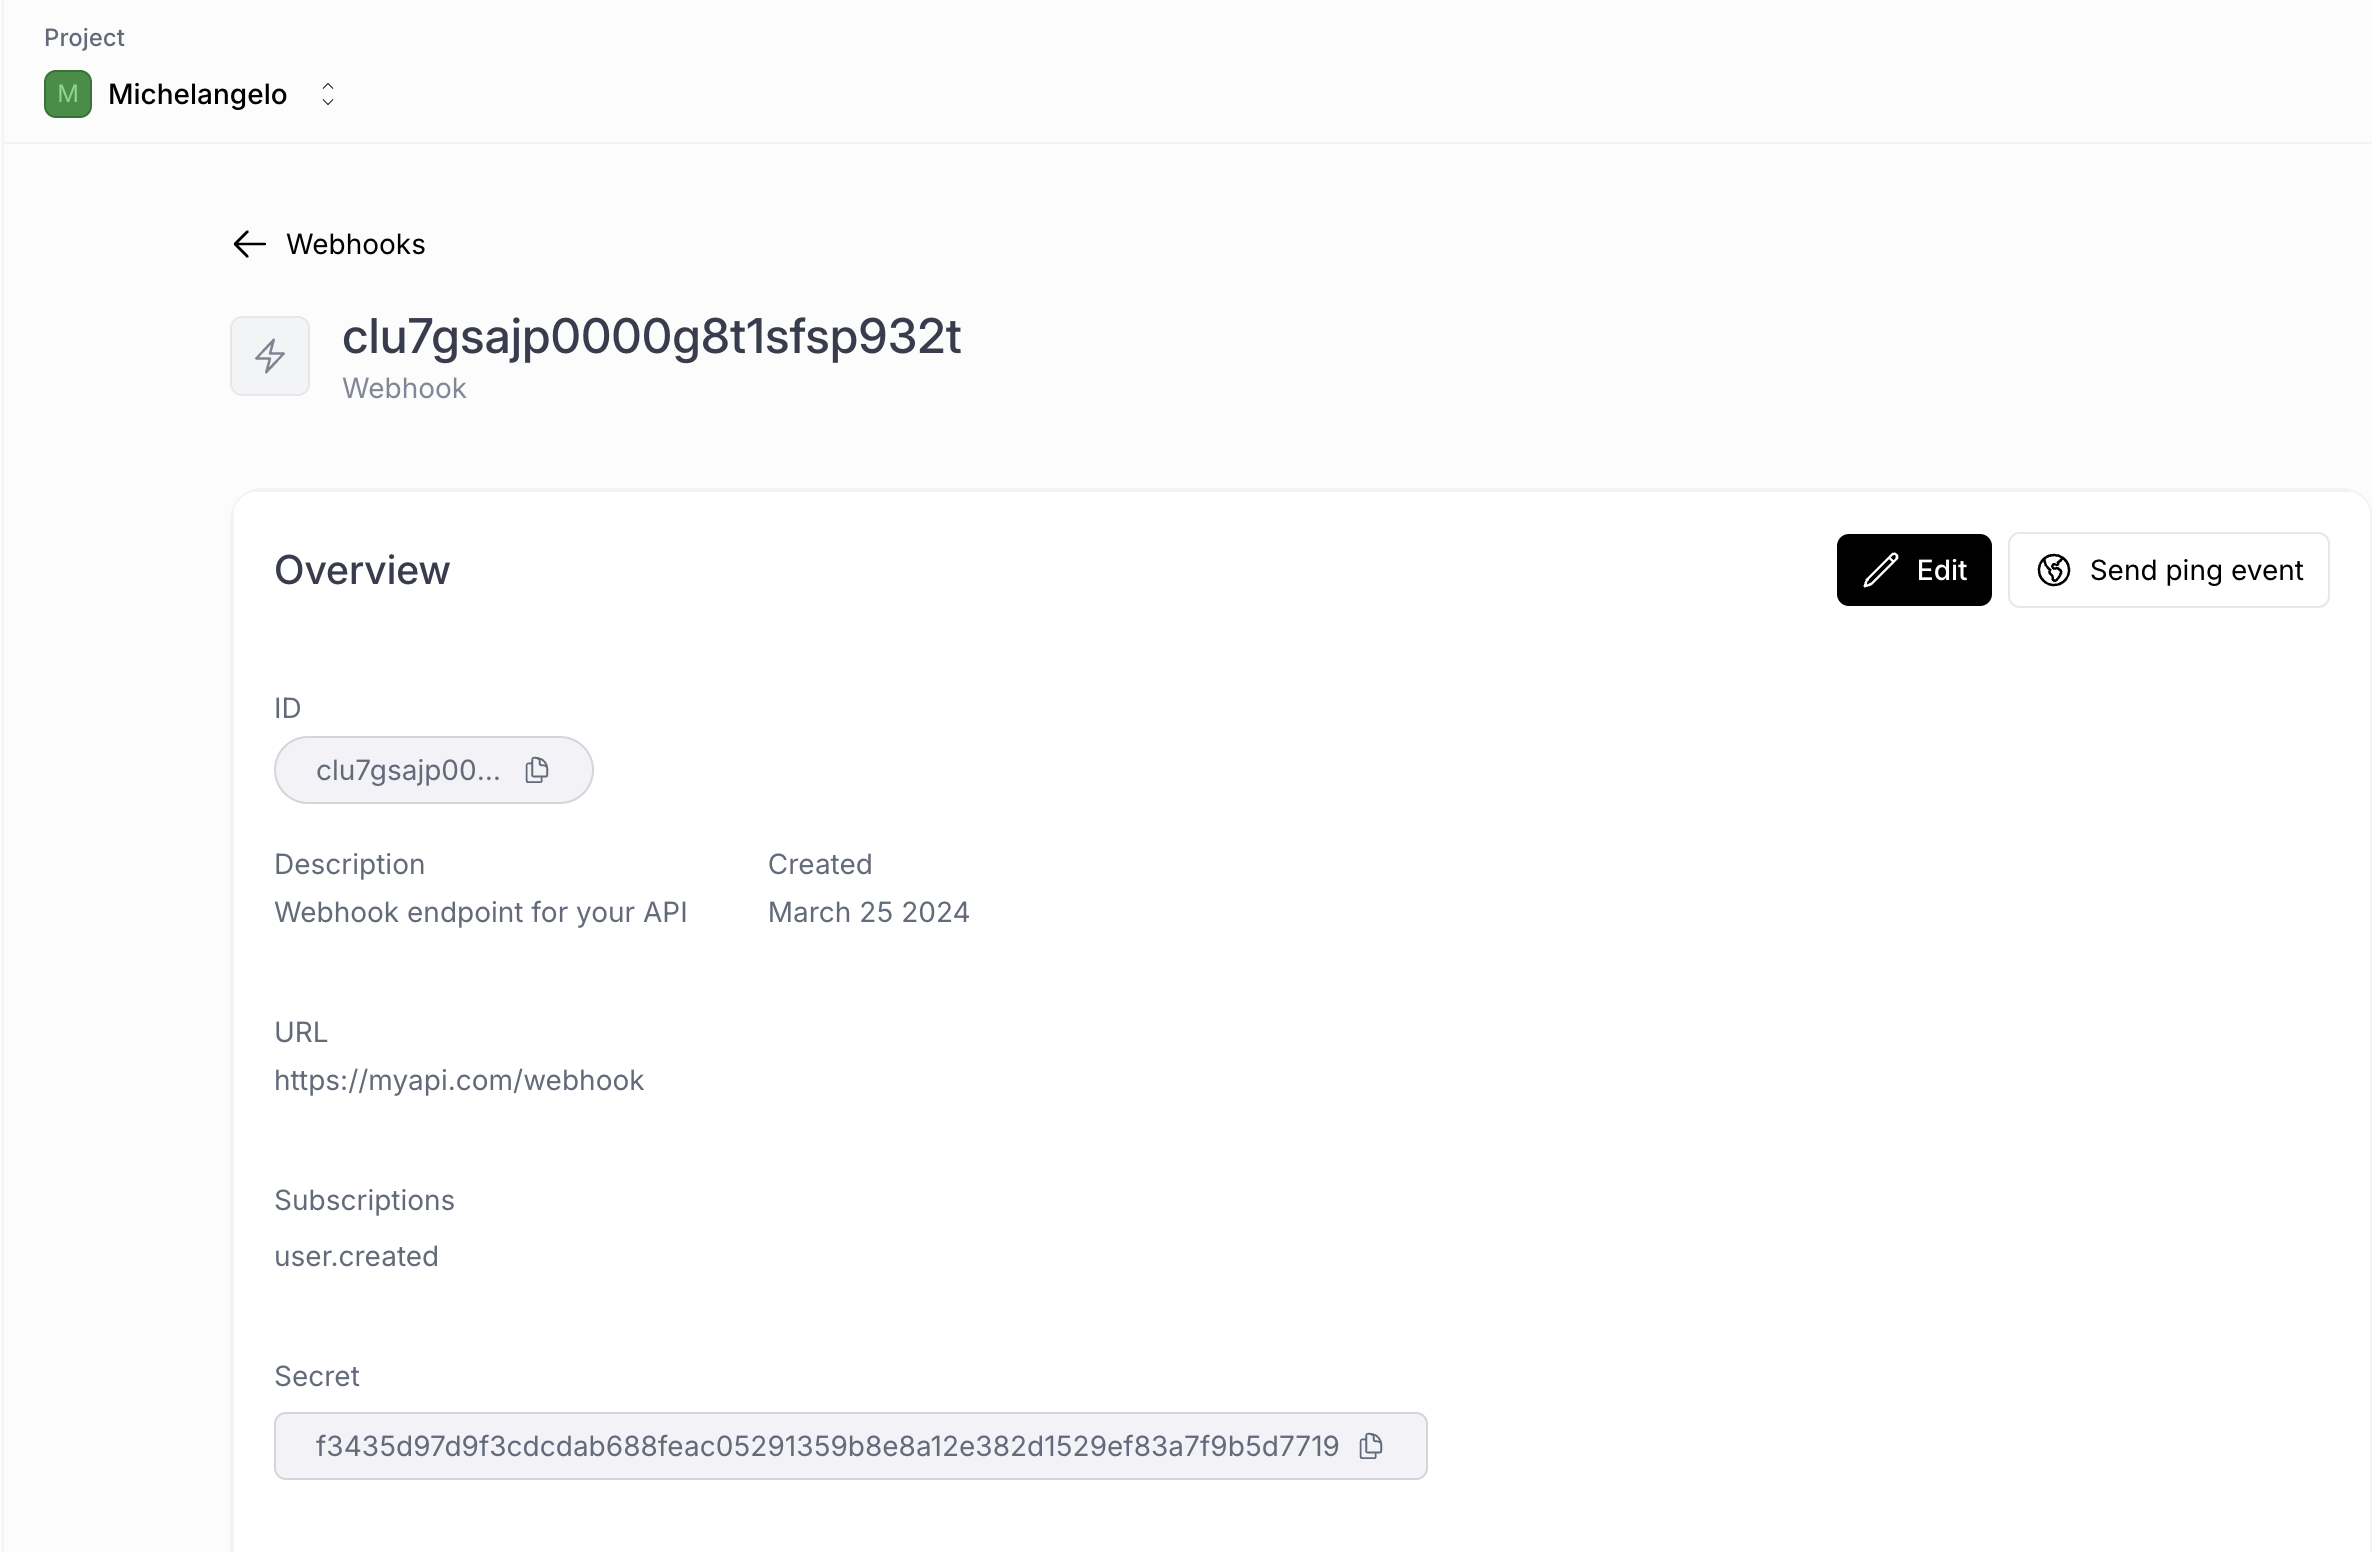 Project
M Michelangelo
Webhooks
clu7gsajp0000g8t1sfsp932t
Webhook
Overview
Edit
Send ping event
ID
clu7gsajp00...
Description
Created
Webhook endpoint for your API
March 25 2024
URL
https://myapi.com/webhook
Subscriptions
user.created
Secret
f3435d97d9f3cdcdab688feac05291359b8e8a12e382d1529ef83a7f9b5d7719